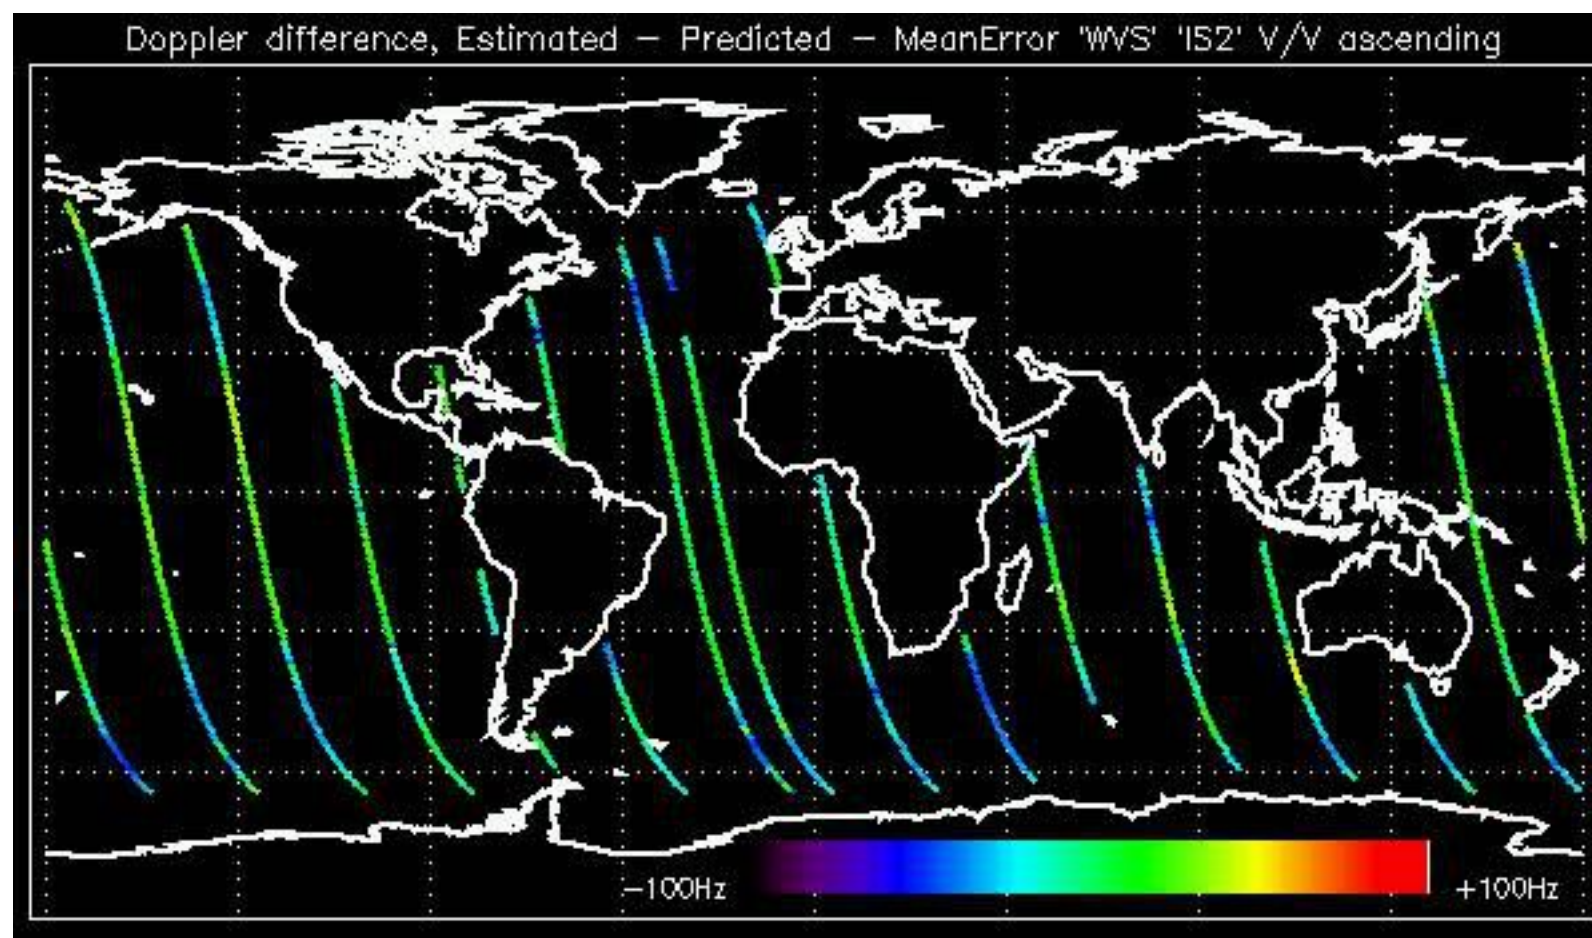 Doppler difference, Estimated – Predicted – MeanError 'WVS' 'IS2' V/V ascending
−100Hz
+100Hz